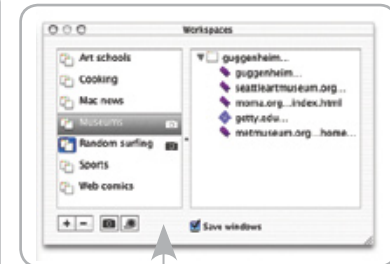 Workspaces
Art schools
Cooking
Mac news
Museums
Random surfing
Sports
Web comics
guggenheim...
guggenheim...
seattleartmuseum.org...
moma.org...index.html
getty.edu...
metmuseum.org...home...
Save windows